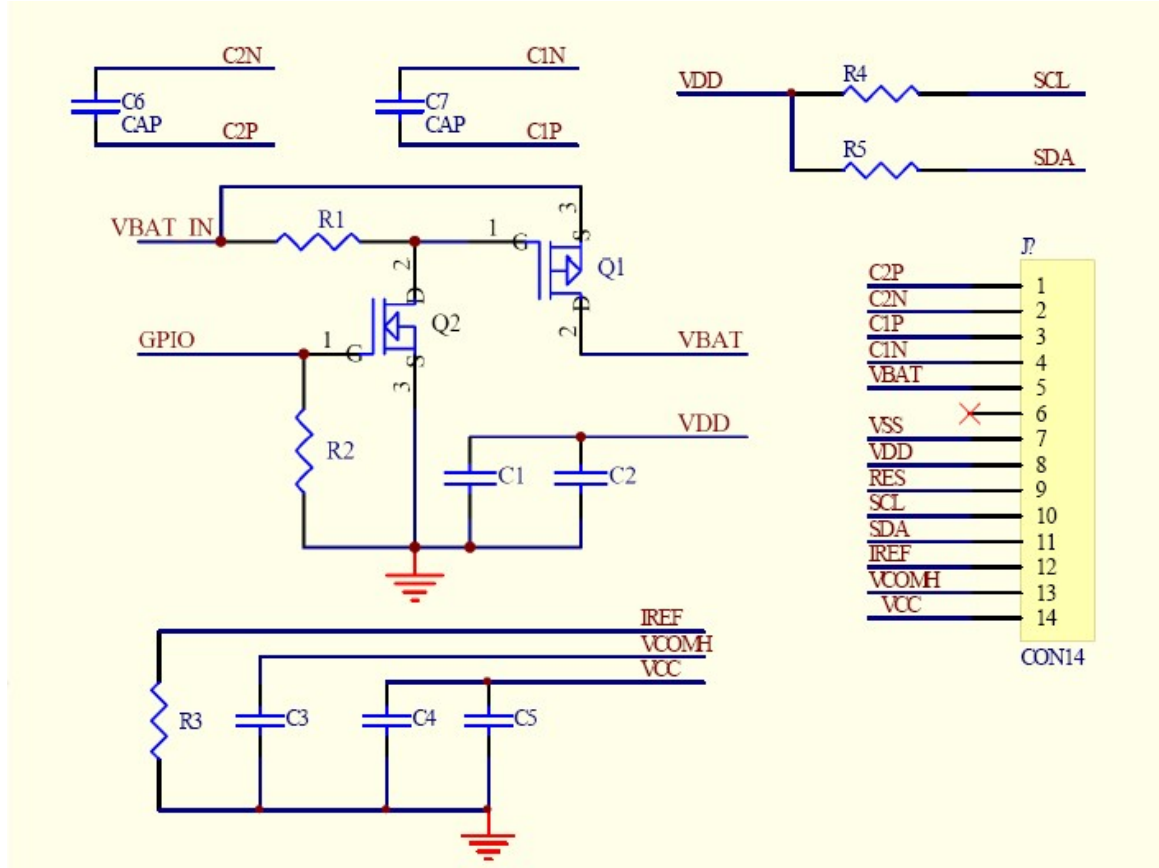 C2N
C6
CAP
C2P
C1N
C7
CAP
C1P
VDD
R4
SCL
R5
SDA
VBAT_IN
R1
1
G
3
S
Q1
D
2
VBAT
2
D
Q2
GPIO
1
G
S
3
R2
VDD
C1
C2
J?
C2P 1
C2N 2
C1P 3
C1N 4
VBAT 5
6
VSS 7
VDD 8
RES 9
SCL 10
SDA 11
IREF 12
VCOMH 13
VCC 14
CON14
IREF
VCOMH
VCC
R3
C3
C4
C5